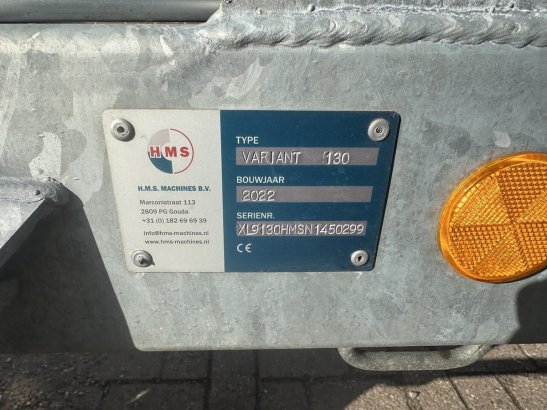 HMS
H.M.S. MACHINES B.V.
Marconistraat 113
2809 PG Gouda
+31 (0) 182 69 69 39
info@hms-machines.nl
www.hms-machines.nl
TYPE
VARIANT 130
BOUWJAAR
2022
SERIENR.
XL9130HMSN1450299
CE